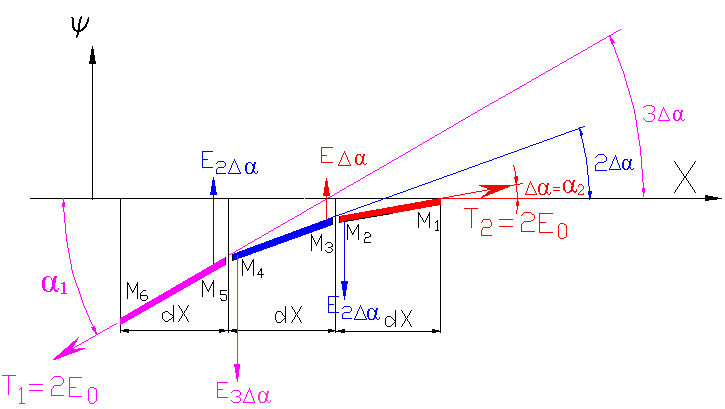 ψ
3Δα
E2Δα
EΔα
2Δα
X
Δα=α2
M1
T2=2E0
M2
M3
M4
M5
α1
M6
E2Δα
dX
dX
dX
T1=2E0
E3Δα